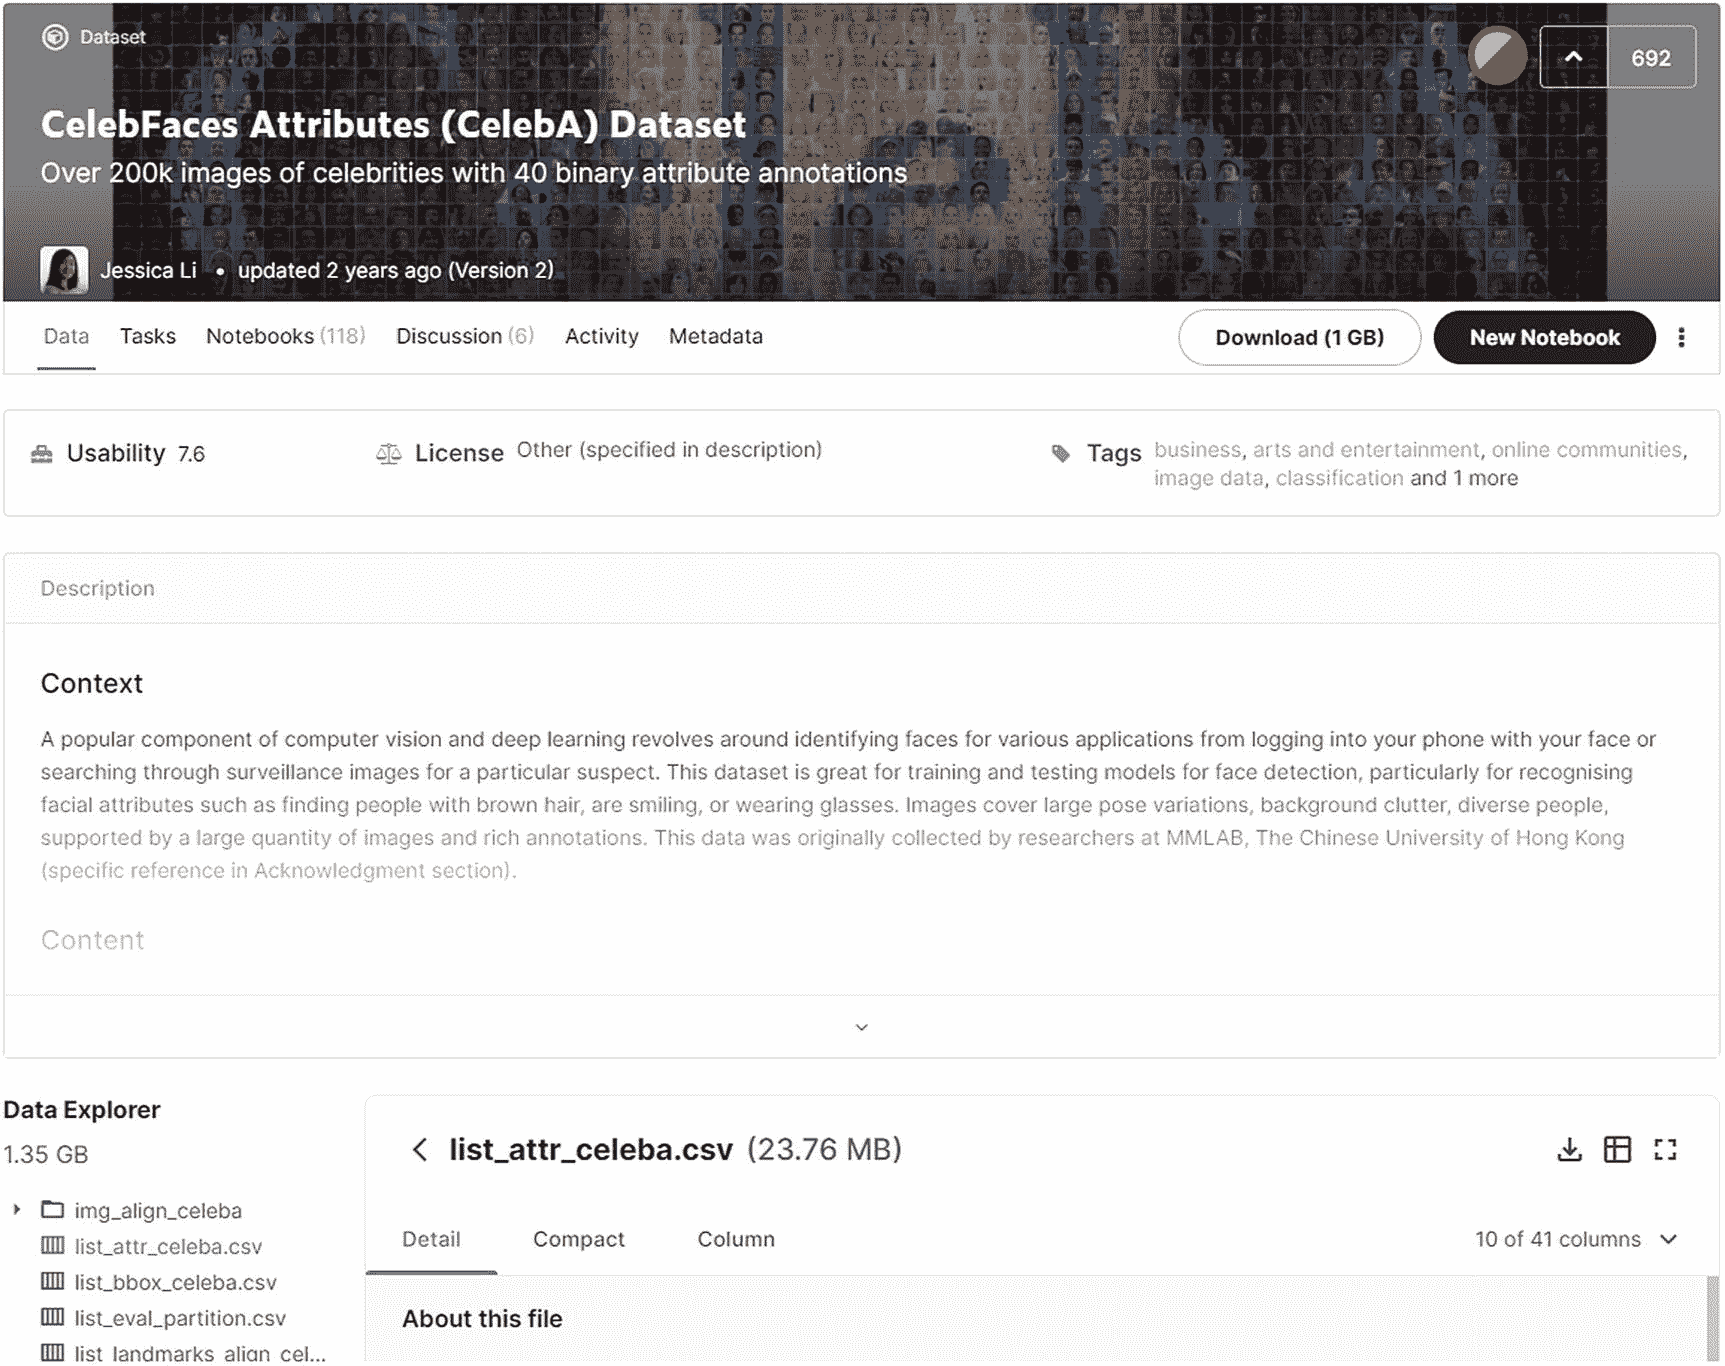 Dataset
692
CelebFaces Attributes (CelebA) Dataset
Over 200k images of celebrities with 40 binary attribute annotations
Jessica Li • updated 2 years ago (Version 2)
Data Tasks Notebooks (118) Discussion (6) Activity Metadata Download (1 GB) New Notebook
Usability 7.6 License Other (specified in description) Tags business, arts and entertainment, online communities,
image data, classification and 1 more
Description
Context
A popular component of computer vision and deep learning revolves around identifying faces for various applications from logging into your phone with your face or
searching through surveillance images for a particular suspect. This dataset is great for training and testing models for face detection, particularly for recognising
facial attributes such as finding people with brown hair, are smiling, or wearing glasses. Images cover large pose variations, background clutter, diverse people,
supported by a large quantity of images and rich annotations. This data was originally collected by researchers at MMLAB, The Chinese University of Hong Kong
(specific reference in Acknowledgment section).
Content
Data Explorer
1.35 GB
img_align_celeba
list_attr_celeba.csv
list_bbox_celeba.csv
list_eval_partition.csv
list_landmarks_align_cel...
list_attr_celeba.csv (23.76 MB)
Detail Compact Column 10 of 41 columns
About this file